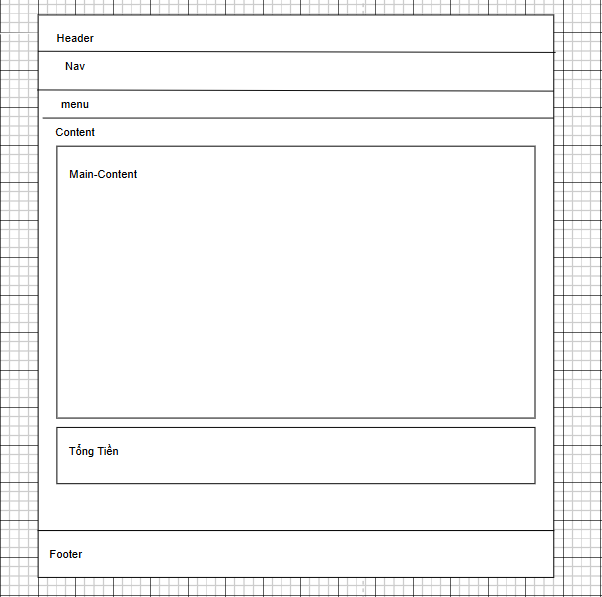 Header
Nav
menu
Content
Main-Content
Tổng Tiền
Footer